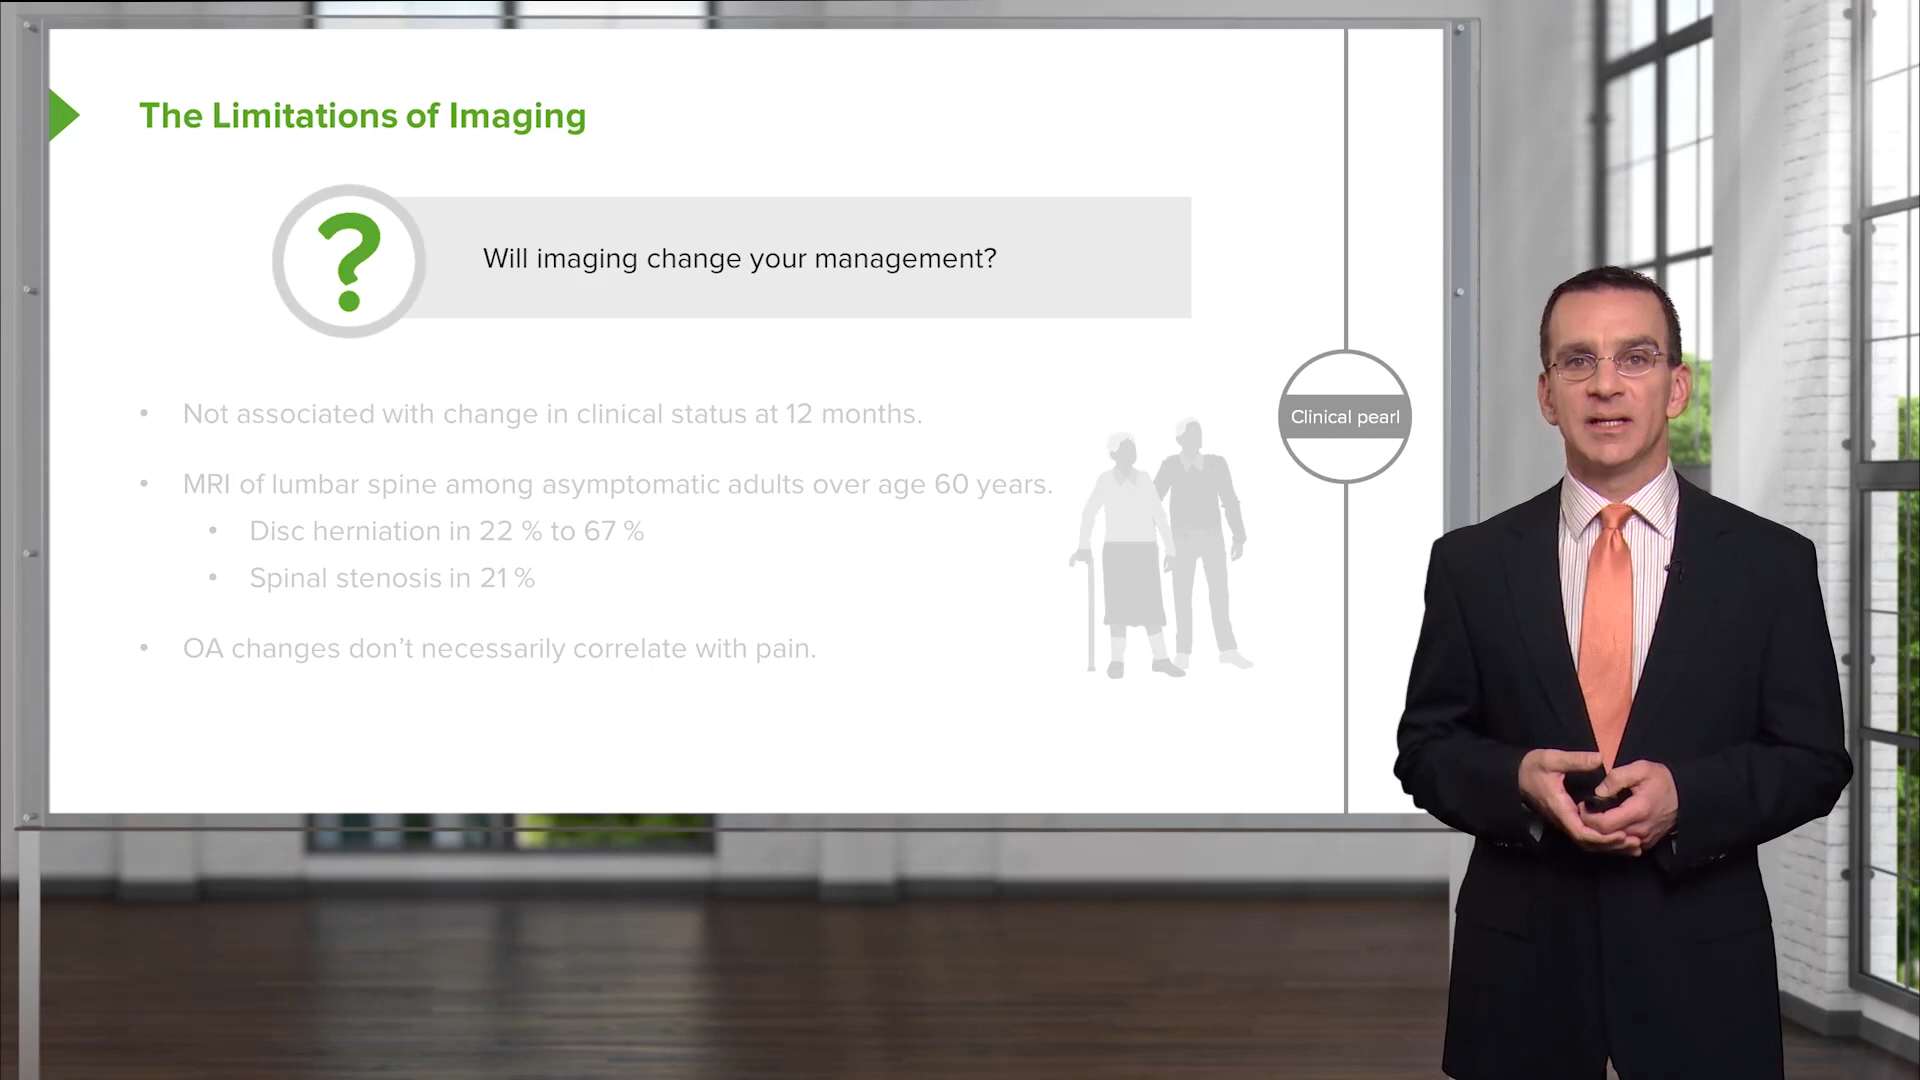 The Limitations of Imaging
?
Will imaging change your management?
• Not associated with change in clinical status at 12 months.
• MRI of lumbar spine among asymptomatic adults over age 60 years.
• Disc herniation in 22 % to 67 %
• Spinal stenosis in 21 %
• OA changes don't necessarily correlate with pain.
Clinical pearl